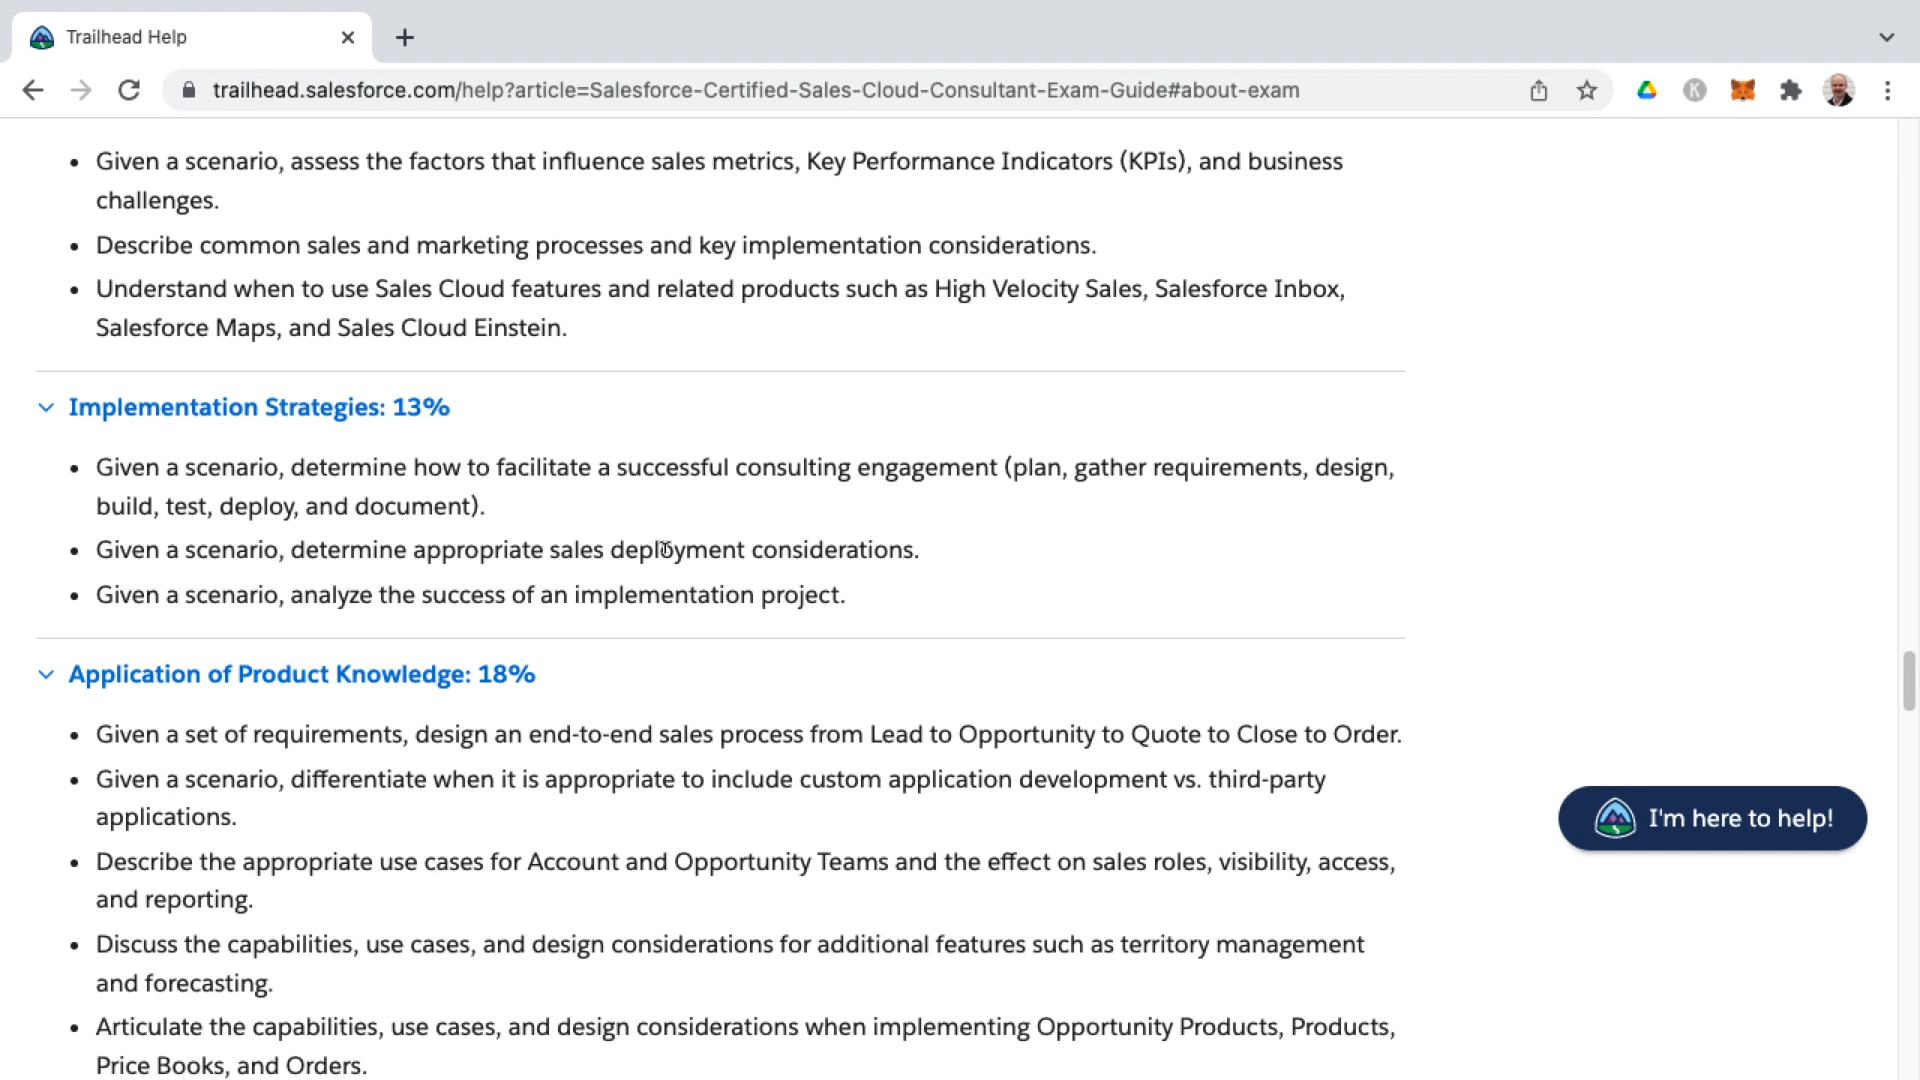 Trailhead Help
trailhead.salesforce.com/help?article=Salesforce-Certified-Sales-Cloud-Consultant-Exam-Guide#about-exam
K
• Given a scenario, assess the factors that influence sales metrics, Key Performance Indicators (KPIs), and business
challenges.
• Describe common sales and marketing processes and key implementation considerations.
• Understand when to use Sales Cloud features and related products such as High Velocity Sales, Salesforce Inbox,
Salesforce Maps, and Sales Cloud Einstein.
Implementation Strategies: 13%
• Given a scenario, determine how to facilitate a successful consulting engagement (plan, gather requirements, design,
build, test, deploy, and document).
• Given a scenario, determine appropriate sales deployment considerations.
• Given a scenario, analyze the success of an implementation project.
Application of Product Knowledge: 18%
• Given a set of requirements, design an end-to-end sales process from Lead to Opportunity to Quote to Close to Order.
• Given a scenario, differentiate when it is appropriate to include custom application development vs. third-party
applications.
I'm here to help!
• Describe the appropriate use cases for Account and Opportunity Teams and the effect on sales roles, visibility, access,
and reporting.
• Discuss the capabilities, use cases, and design considerations for additional features such as territory management
and forecasting.
• Articulate the capabilities, use cases, and design considerations when implementing Opportunity Products, Products,
Price Books, and Orders.